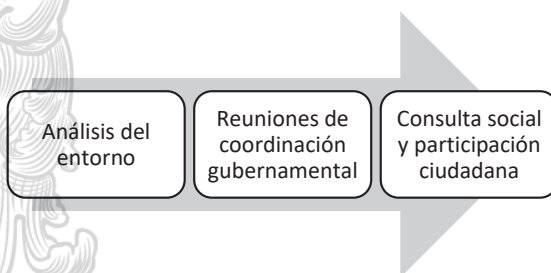 Análisis del
entorno
Reuniones de
coordinación
gubernamental
Consulta social
y participación
ciudadana